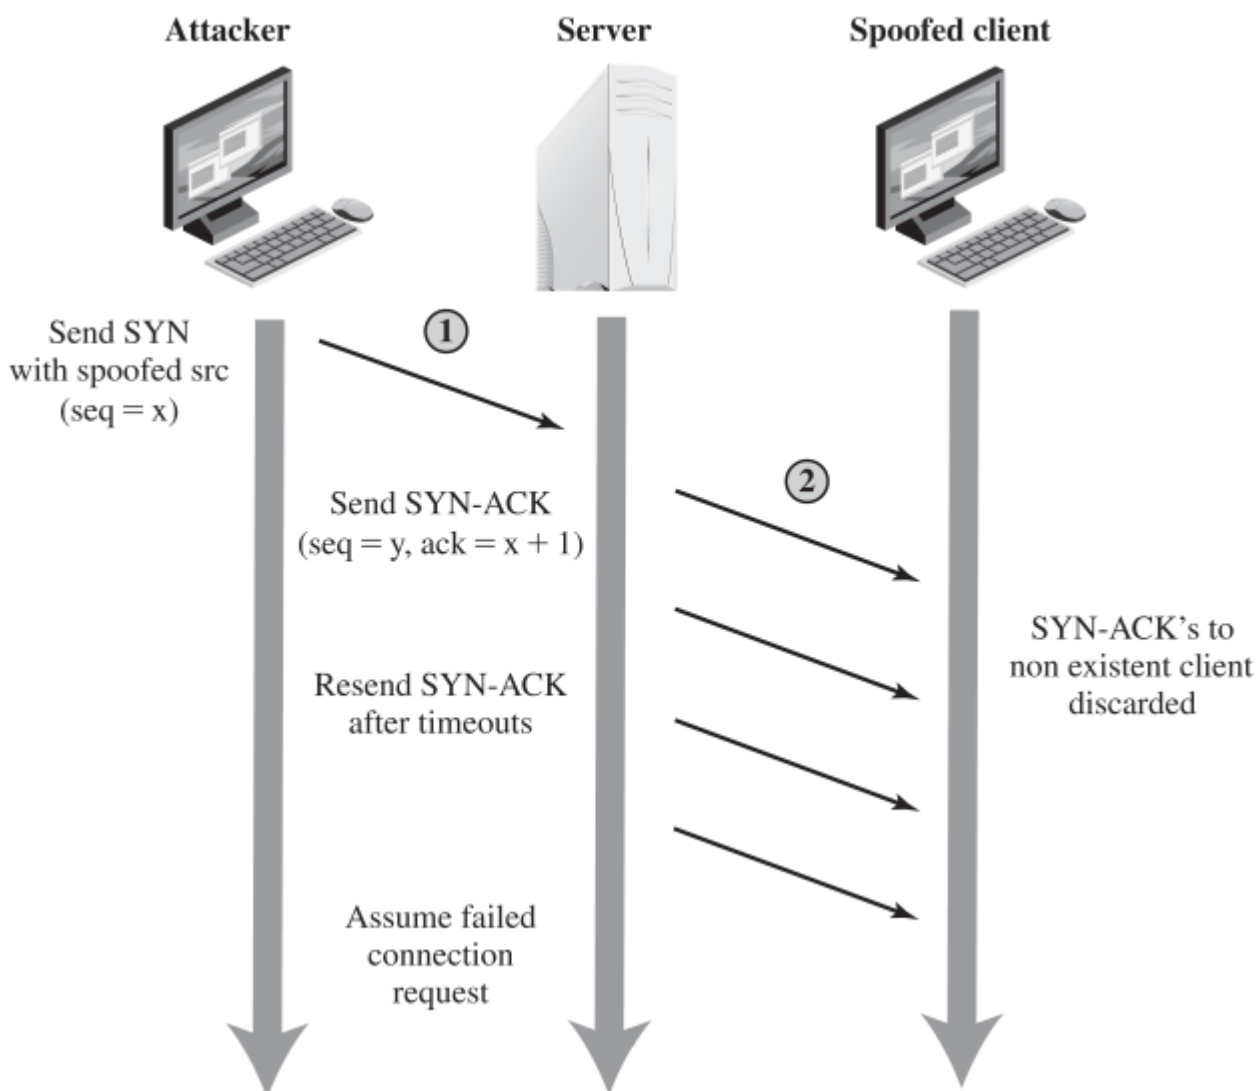 Attacker
Server
Spoofed client
Send SYN
with spoofed src
(seq = x)
1
2
Send SYN-ACK
(seq = y, ack = x + 1)
SYN-ACK’s to
non existent client
discarded
Resend SYN-ACK
after timeouts
Assume failed
connection
request